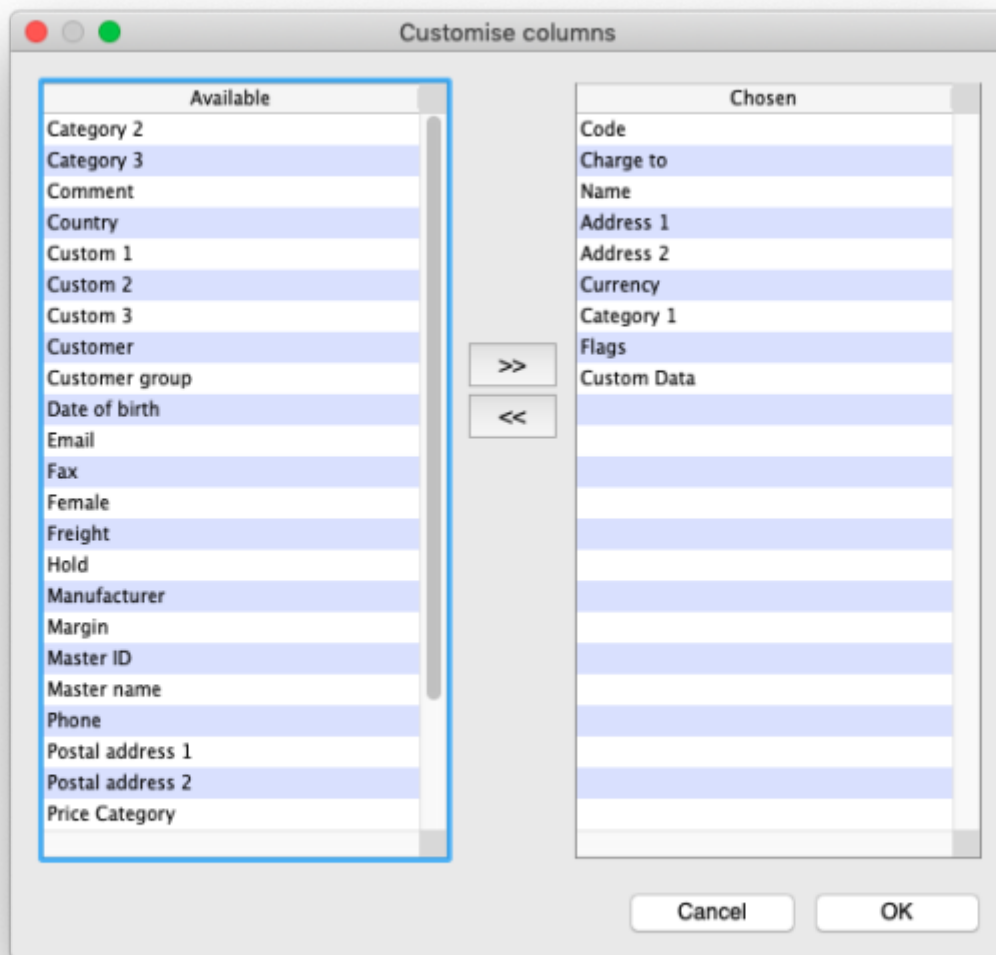 Customise columns
Available
Category 2
Category 3
Comment
Country
Custom 1
Custom 2
Custom 3
Customer
Customer group
Date of birth
Email
Fax
Female
Freight
Hold
Manufacturer
Margin
Master ID
Master name
Phone
Postal address 1
Postal address 2
Price Category
>>
<<
Chosen
Code
Charge to
Name
Address 1
Address 2
Currency
Category 1
Flags
Custom Data
Cancel
OK